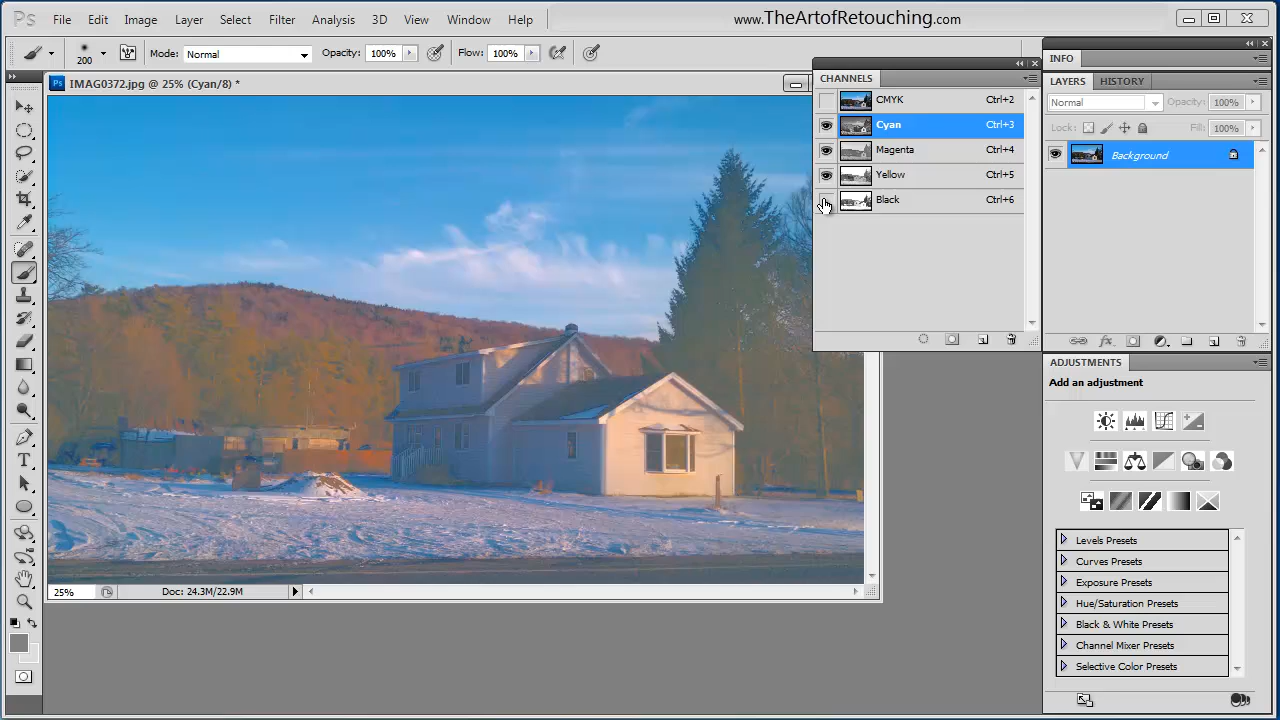 Ps File Edit Image Layer Select Filter Analysis 3D View Window Help www.TheArtofRetouching.com
200 Mode: Normal Opacity: 100% Flow: 100%
Ps IMAG0372.jpg @ 25% (Cyan/8) *
CHANNELS
CMYK Ctrl+2
Cyan Ctrl+3
Magenta Ctrl+4
Yellow Ctrl+5
Black Ctrl+6
INFO
LAYERS HISTORY
Normal Opacity: 100%
Lock: Fill: 100%
Background
ADJUSTMENTS
Add an adjustment
Levels Presets
Curves Presets
Exposure Presets
Hue/Saturation Presets
Black & White Presets
Channel Mixer Presets
Selective Color Presets
25% Doc: 24.3M/22.9M